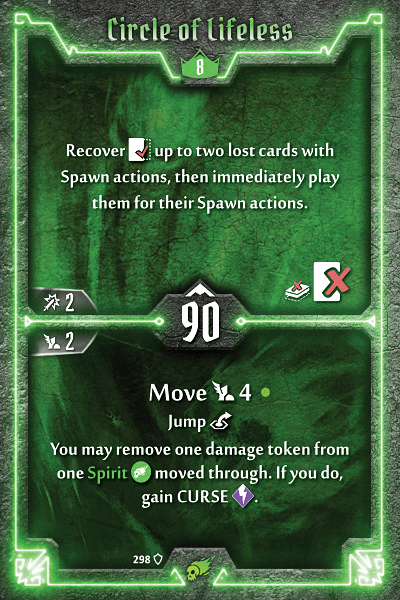 Circle of Lifeless
8
Recover up to two lost cards with
Spawn actions, then immediately play
them for their Spawn actions.
2
90
2
Move 4
Jump
You may remove one damage token from
one Spirit moved through. If you do,
gain CURSE.
298